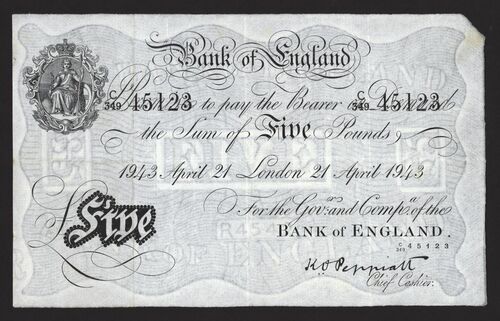 Bank of England
Promise to pay the Bearer on Demand
C/349 45123 C/349 45123
the Sum of Five Pounds
1943 April 21 London 21 April 1943
For the Govr. and Compa. of the
BANK of ENGLAND.
£Five
C/349 45123
K O Peppiatt
Chief Cashier.